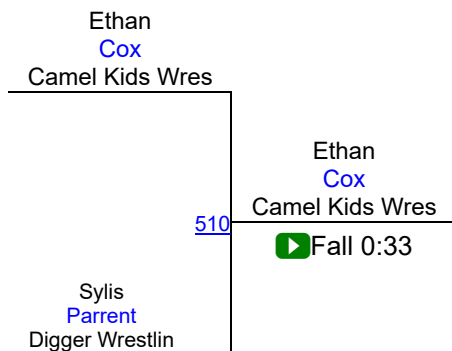 Ethan
Cox
Camel Kids Wres
Ethan
Cox
Camel Kids Wres
510
Fall 0:33
Sylis
Parrent
Digger Wrestlin